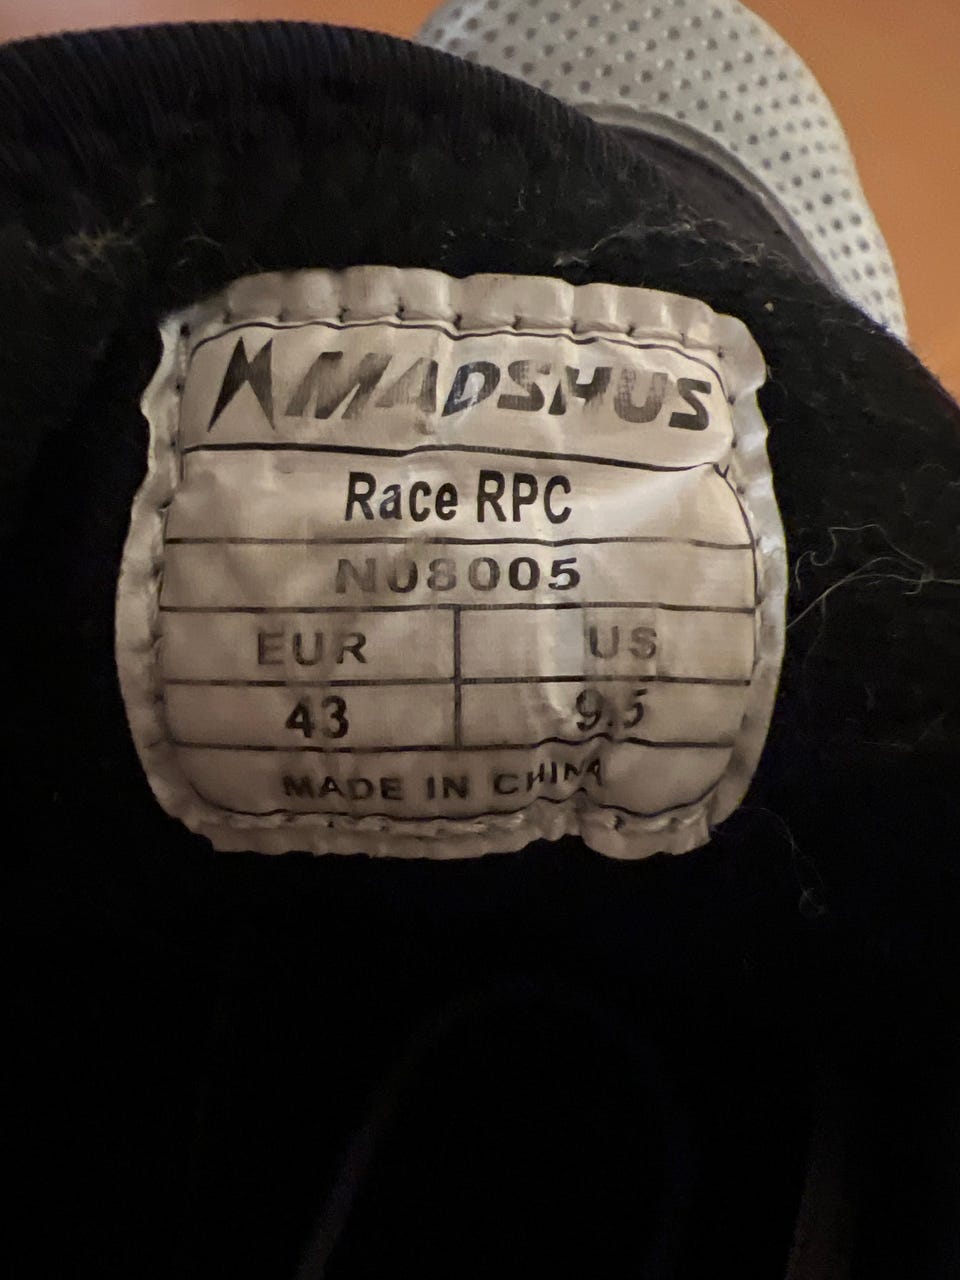 MADSHUS
Race RPC
N08005
EUR US
43 9.5
MADE IN CHINA